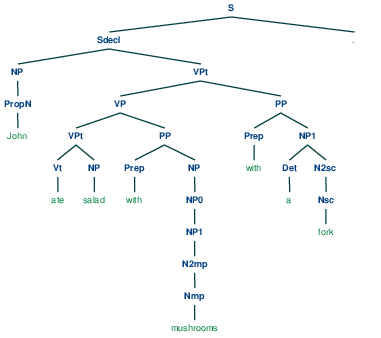 S
Sdecl .
NP VPt
PropN VP PP
John VPt PP Prep NP1
Vt NP Prep NP with Det N2sc
ate salad with NP0 a Nsc
NP1 fork
N2mp
Nmp
mushrooms